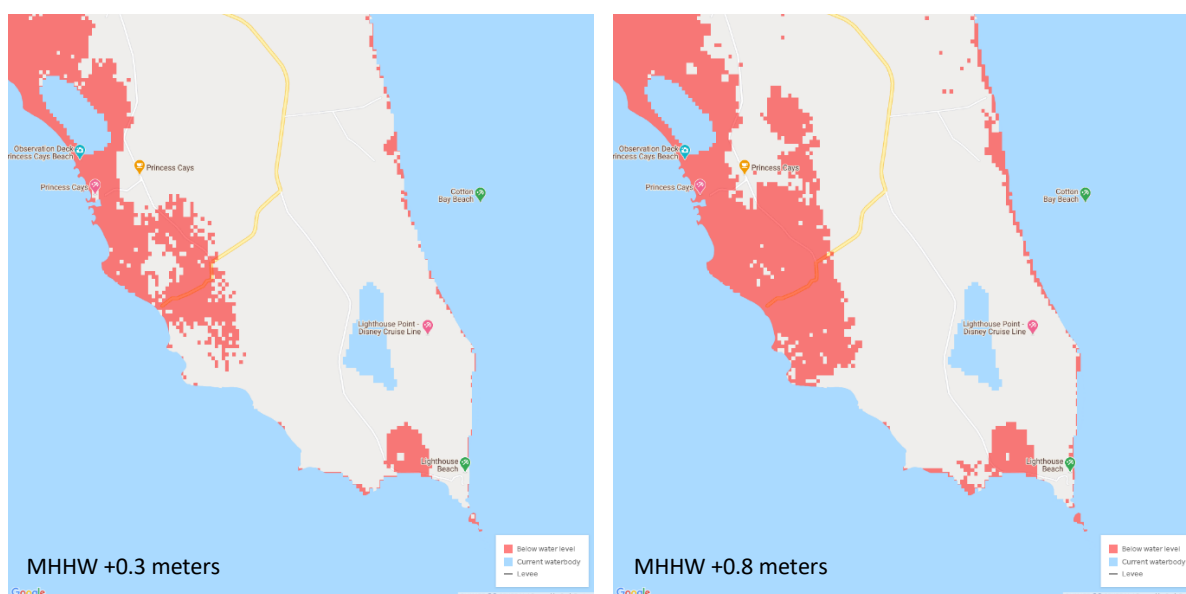 Observation Deck
Princess Cays Beach
Princess Cays
Princess Cays
Cotton
Bay Beach
Lighthouse Point -
Disney Cruise Line
Lighthouse
Beach
MHHW +0.3 meters
Below water level
Current waterbody
Levee
Google
Observation Deck
Princess Cays Beach
Princess Cays
Princess Cays
Cotton
Bay Beach
Lighthouse Point -
Disney Cruise Line
Lighthouse
Beach
MHHW +0.8 meters
Below water level
Current waterbody
Levee
Google